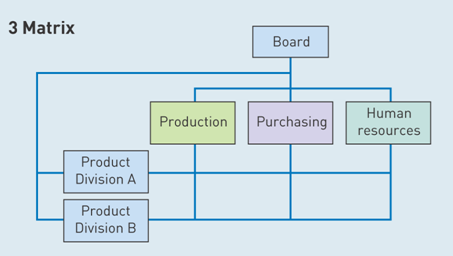 3 Matrix
Board
Production
Purchasing
Human
resources
Product
Division A
Product
Division B